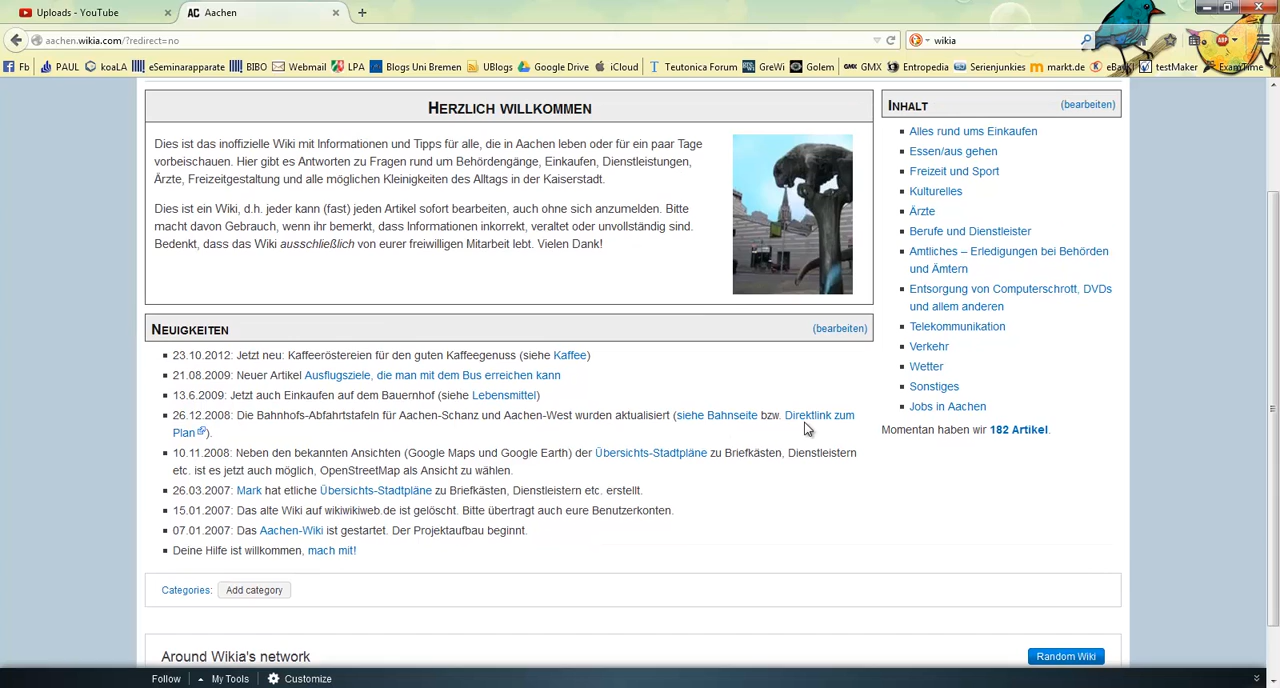 Uploads - YouTube
AC Aachen
aachen.wikia.com/?redirect=no
wikia
Fb PAUL koaLA eSeminarapparate BIBO Webmail LPA Blogs Uni UBlogs Google Drive iCloud Teutonica Forum GreWi Golem GMX Entropedia Serienjunkies markt.de eBayKl testMaker ExamTime
HERZLICH WILLKOMMEN
Dies ist das inoffizielle Wiki mit Informationen und Tipps für alle, die in Aachen leben oder für ein paar Tage
vorbeischauen. Hier gibt es Antworten zu Fragen rund um Behördengänge, Einkaufen, Dienstleistungen,
Ärzte, Freizeitgestaltung und alle möglichen Kleinigkeiten des Alltags in der Kaiserstadt.
Dies ist ein Wiki, d.h. jeder kann (fast) jeden Artikel sofort bearbeiten, auch ohne sich anzumelden. Bitte
macht davon Gebrauch, wenn ihr bemerkt, dass Informationen inkorrekt, veraltet oder unvollständig sind.
Bedenkt, dass das Wiki ausschließlich von eurer freiwilligen Mitarbeit lebt. Vielen Dank!
NEUIGKEITEN (bearbeiten)
23.10.2012: Jetzt neu: Kaffeeröstereien für den guten Kaffeegenuss (siehe Kaffee)
21.08.2009: Neuer Artikel Ausflugsziele, die man mit dem Bus erreichen kann
13.6.2009: Jetzt auch Einkaufen auf dem Bauernhof (siehe Lebensmittel)
26.12.2008: Die Bahnhofs-Abfahrtstafeln für Aachen-Schanz und Aachen-West wurden aktualisiert (siehe Bahnseite bzw. Direktlink zum
Plan).
10.11.2008: Neben den bekannten Ansichten (Google Maps und Google Earth) der Übersichts-Stadtpläne zu Briefkästen, Dienstleistern
etc. ist es jetzt auch möglich, OpenStreetMap als Ansicht zu wählen.
26.03.2007: Mark hat etliche Übersichts-Stadtpläne zu Briefkästen, Dienstleistern etc. erstellt.
15.01.2007: Das alte Wiki auf wikiwikiweb.de ist gelöscht. Bitte übertragt auch eure Benutzerkonten.
07.01.2007: Das Aachen-Wiki ist gestartet. Der Projektaufbau beginnt.
Deine Hilfe ist willkommen, mach mit!
INHALT (bearbeiten)
Alles rund ums Einkaufen
Essen/aus gehen
Freizeit und Sport
Kulturelles
Ärzte
Berufe und Dienstleister
Amtliches – Erledigungen bei Behörden
und Ämtern
Entsorgung von Computerschrott, DVDs
und allem anderen
Telekommunikation
Verkehr
Wetter
Sonstiges
Jobs in Aachen
Momentan haben wir 182 Artikel.
Categories: Add category
Around Wikia's network
Random Wiki
Follow My Tools Customize